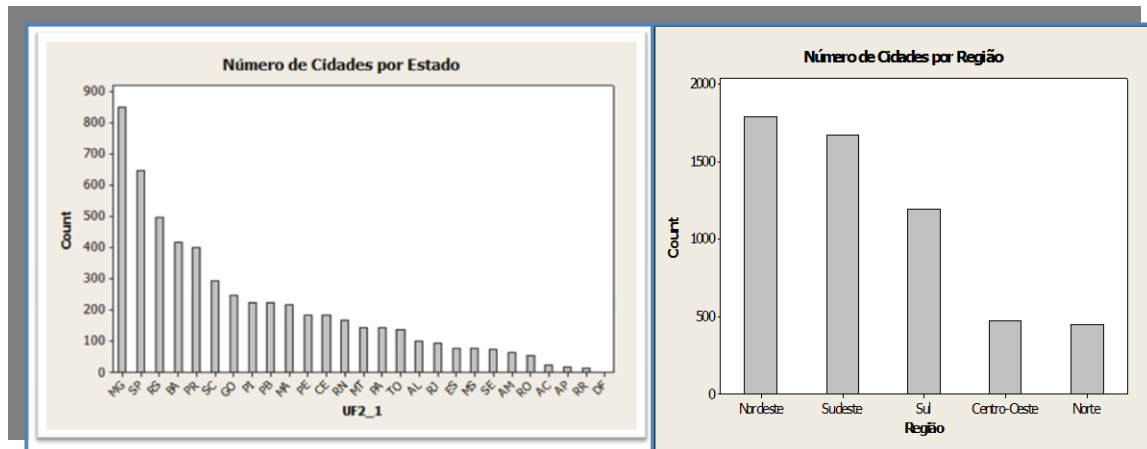 Número de Cidades por Estado
900
800
700
600
500
400
300
200
100
0
Count
MG SP RS BA PR SC GO PI PB MA PE CE RN MT PA TO AL RJ ES MS SE AM RO AC AP RR DF
UF2_1
Número de Cidades por Região
2000
1500
1000
500
0
Count
Nordeste Sudeste Sul Centro-Oeste Norte
Região